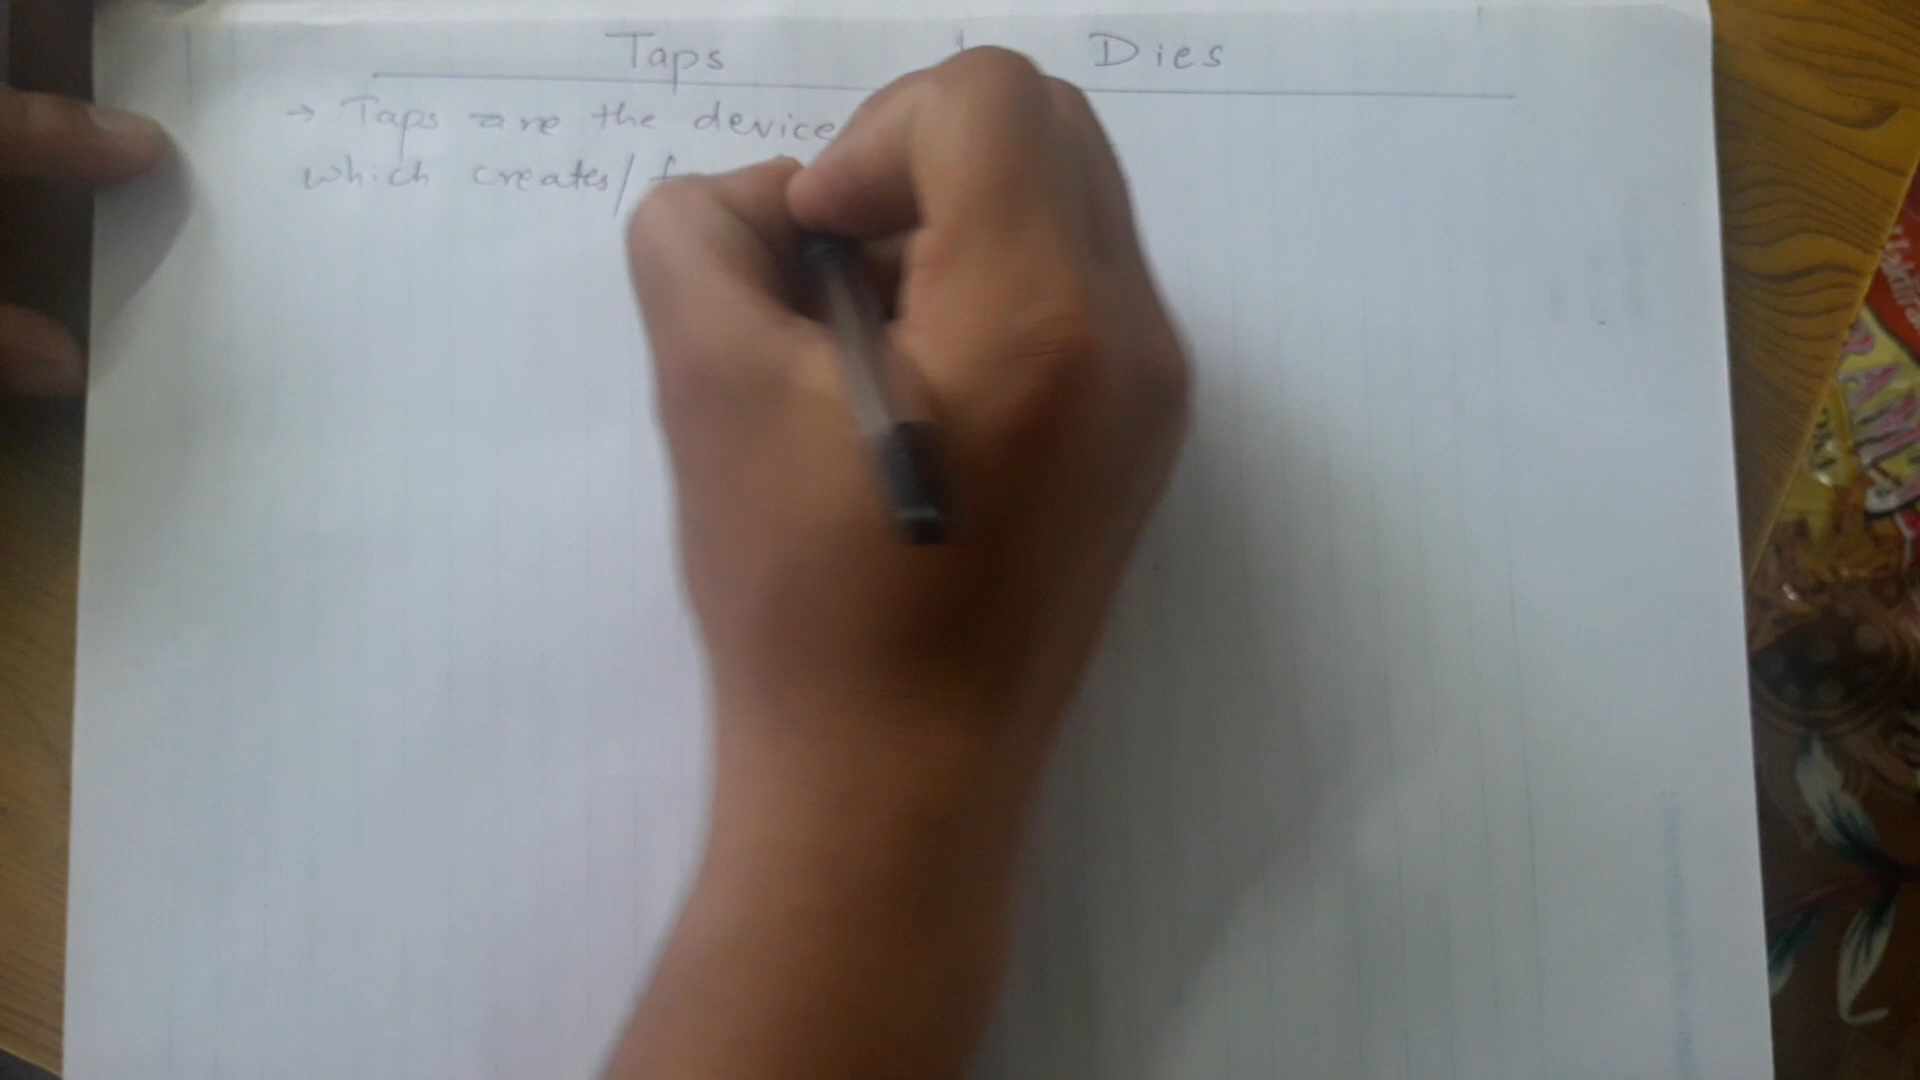 Taps | Dies
→ Taps are the device
which creates/